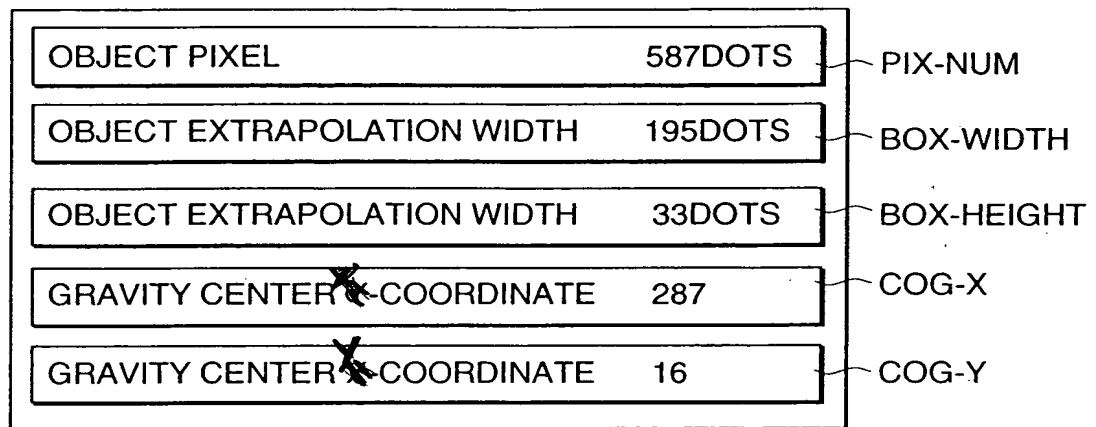 OBJECT PIXEL 587DOTS PIX-NUM
OBJECT EXTRAPOLATION WIDTH 195DOTS BOX-WIDTH
OBJECT EXTRAPOLATION WIDTH 33DOTS BOX-HEIGHT
GRAVITY CENTER X-COORDINATE 287 COG-X
GRAVITY CENTER Y-COORDINATE 16 COG-Y